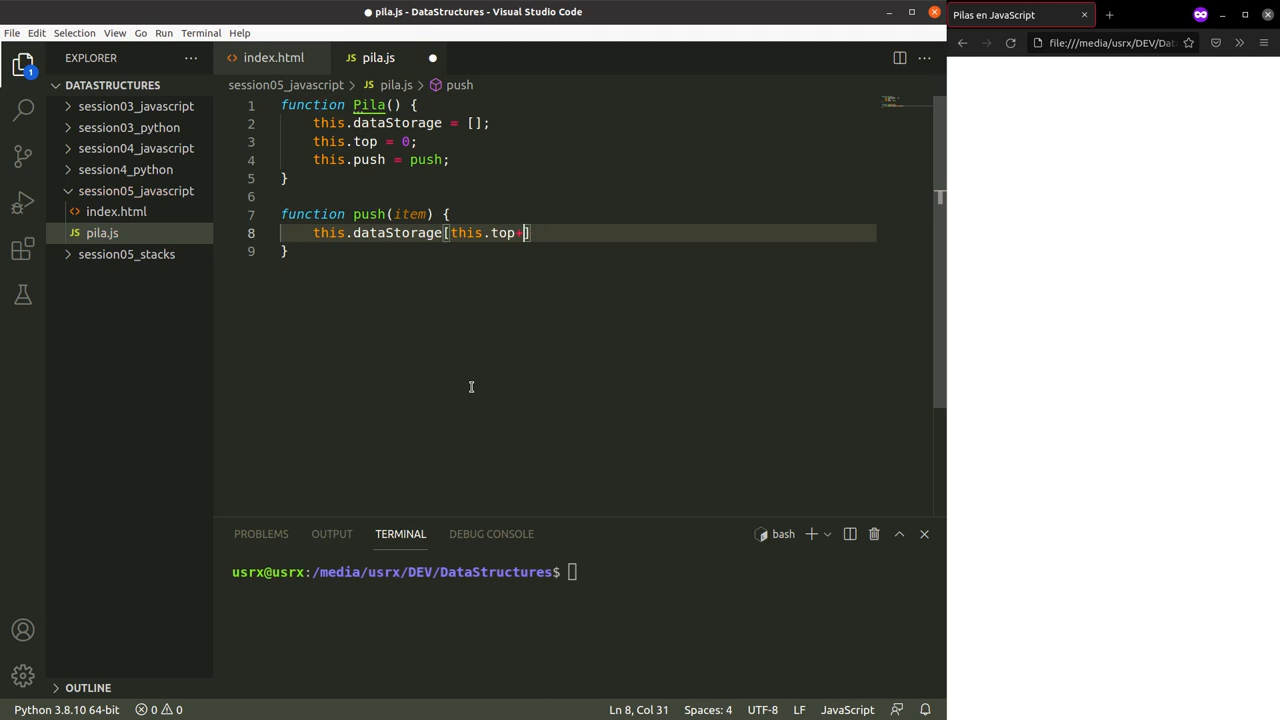 ● pila.js - DataStructures - Visual Studio Code
File Edit Selection View Go Run Terminal Help
EXPLORER
DATASTRUCTURES
session03_javascript
session03_python
session04_javascript
session4_python
session05_javascript
<> index.html
JS pila.js
session05_stacks
OUTLINE
1
<> index.html
JS pila.js ●
session05_javascript > JS pila.js > push
1 function Pila() {
2 this.dataStorage = [];
3 this.top = 0;
4 this.push = push;
5 }
6
7 function push(item) {
8 this.dataStorage[this.top+]
9 }
PROBLEMS OUTPUT TERMINAL DEBUG CONSOLE
bash
usrx@usrx:/media/usrx/DEV/DataStructures$
Python 3.8.10 64-bit 0 0 Ln 8, Col 31 Spaces: 4 UTF-8 LF JavaScript
Pilas en JavaScript
file:///media/usrx/DEV/Dat